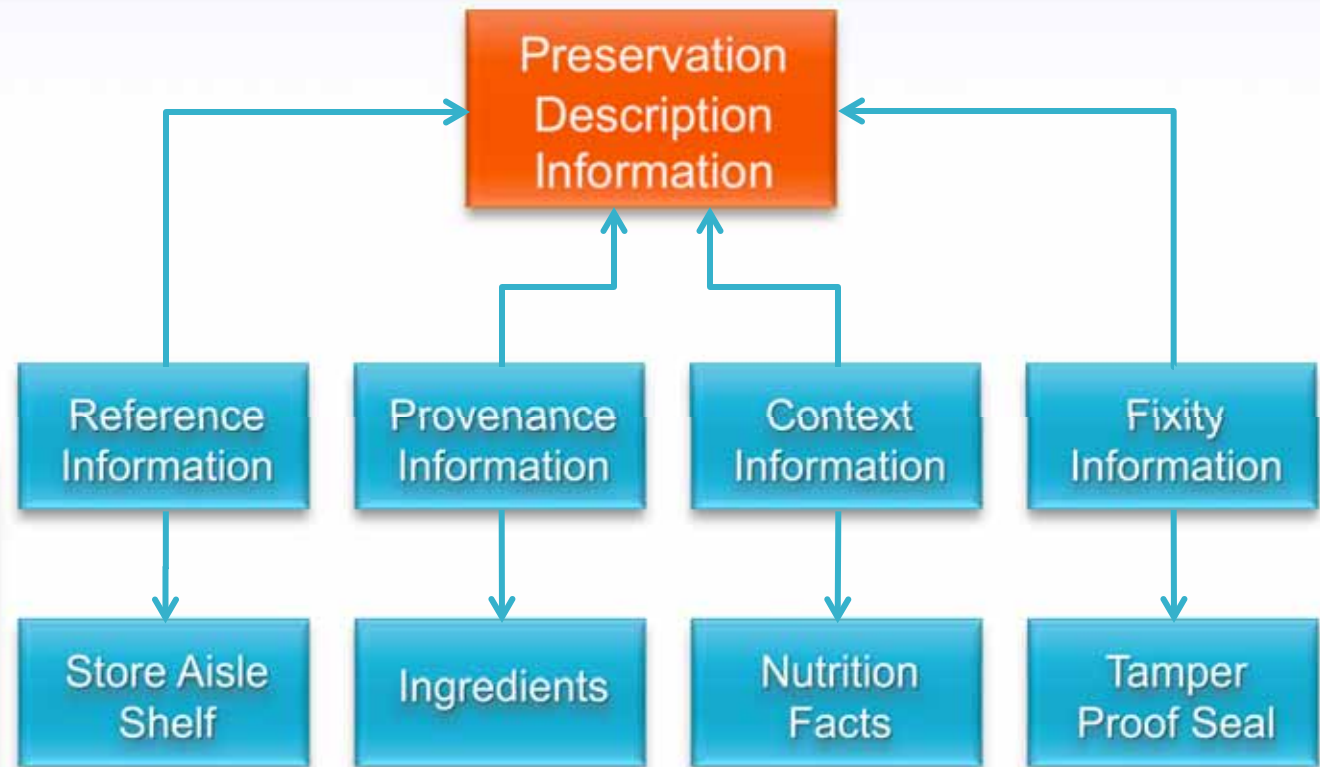 Preservation
Description
Information
Reference
Information
Provenance
Information
Context
Information
Fixity
Information
Store Aisle
Shelf
Ingredients
Nutrition
Facts
Tamper
Proof Seal